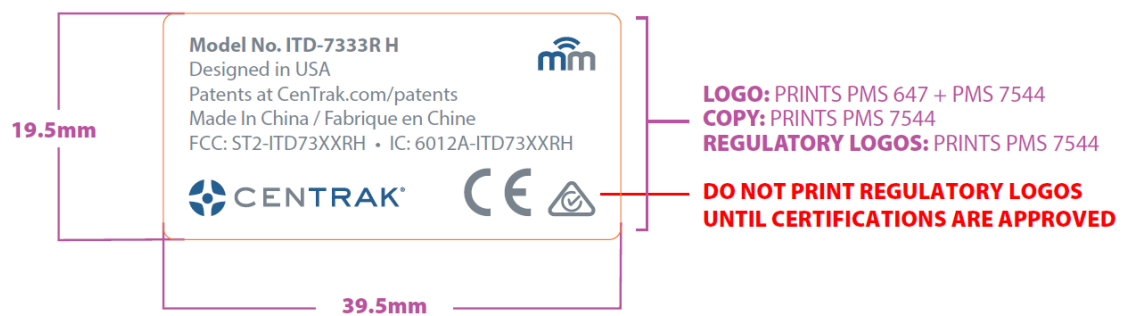 Model No. ITD-7333R H
Designed in USA
Patents at CenTrak.com/patents
Made In China / Fabrique en Chine
FCC: ST2-ITD73XXRH • IC: 6012A-ITD73XXRH
mm
CENTRAK®
CE
19.5mm
39.5mm
LOGO: PRINTS PMS 647 + PMS 7544
COPY: PRINTS PMS 7544
REGULATORY LOGOS: PRINTS PMS 7544
DO NOT PRINT REGULATORY LOGOS
UNTIL CERTIFICATIONS ARE APPROVED